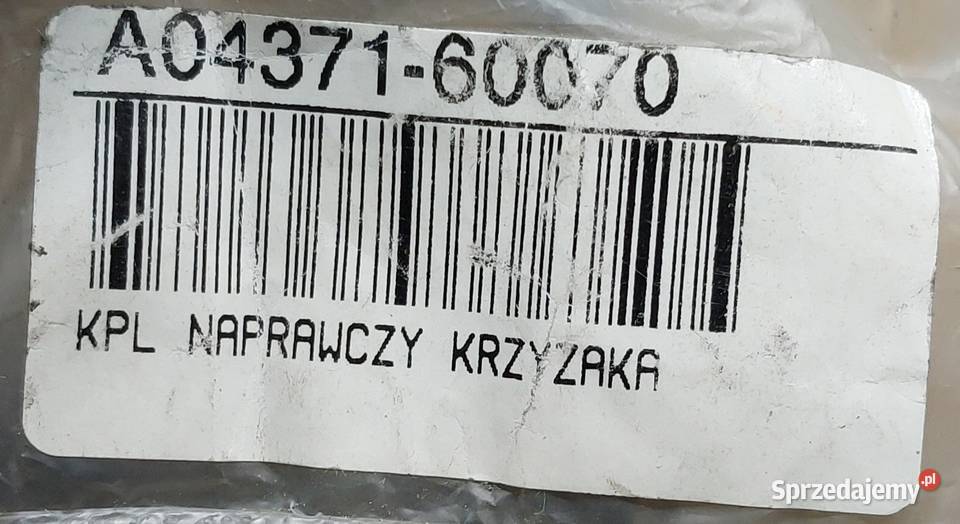 A04371-60070
KPL NAPRAWCZY KRZYZAKA
Sprzedajemy.pl